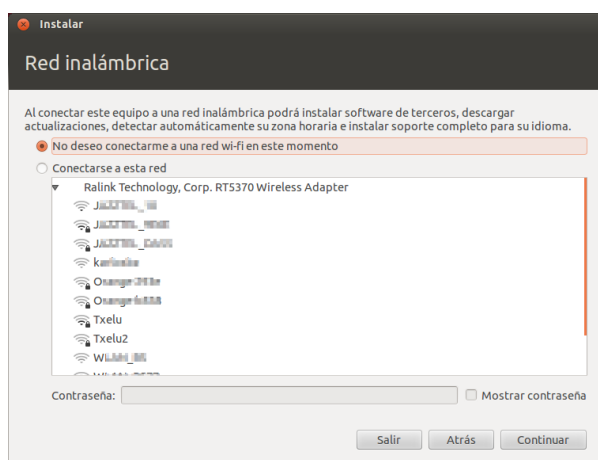 Instalar
Red inalámbrica
Al conectar este equipo a una red inalámbrica podrá instalar software de terceros, descargar
actualizaciones, detectar automáticamente su zona horaria e instalar soporte completo para su idioma.
No deseo conectarme a una red wi-fi en este momento
Conectarse a esta red
Ralink Technology, Corp. RT5370 Wireless Adapter
Txelu
Txelu2
Contraseña:
Mostrar contraseña
Salir
Atrás
Continuar